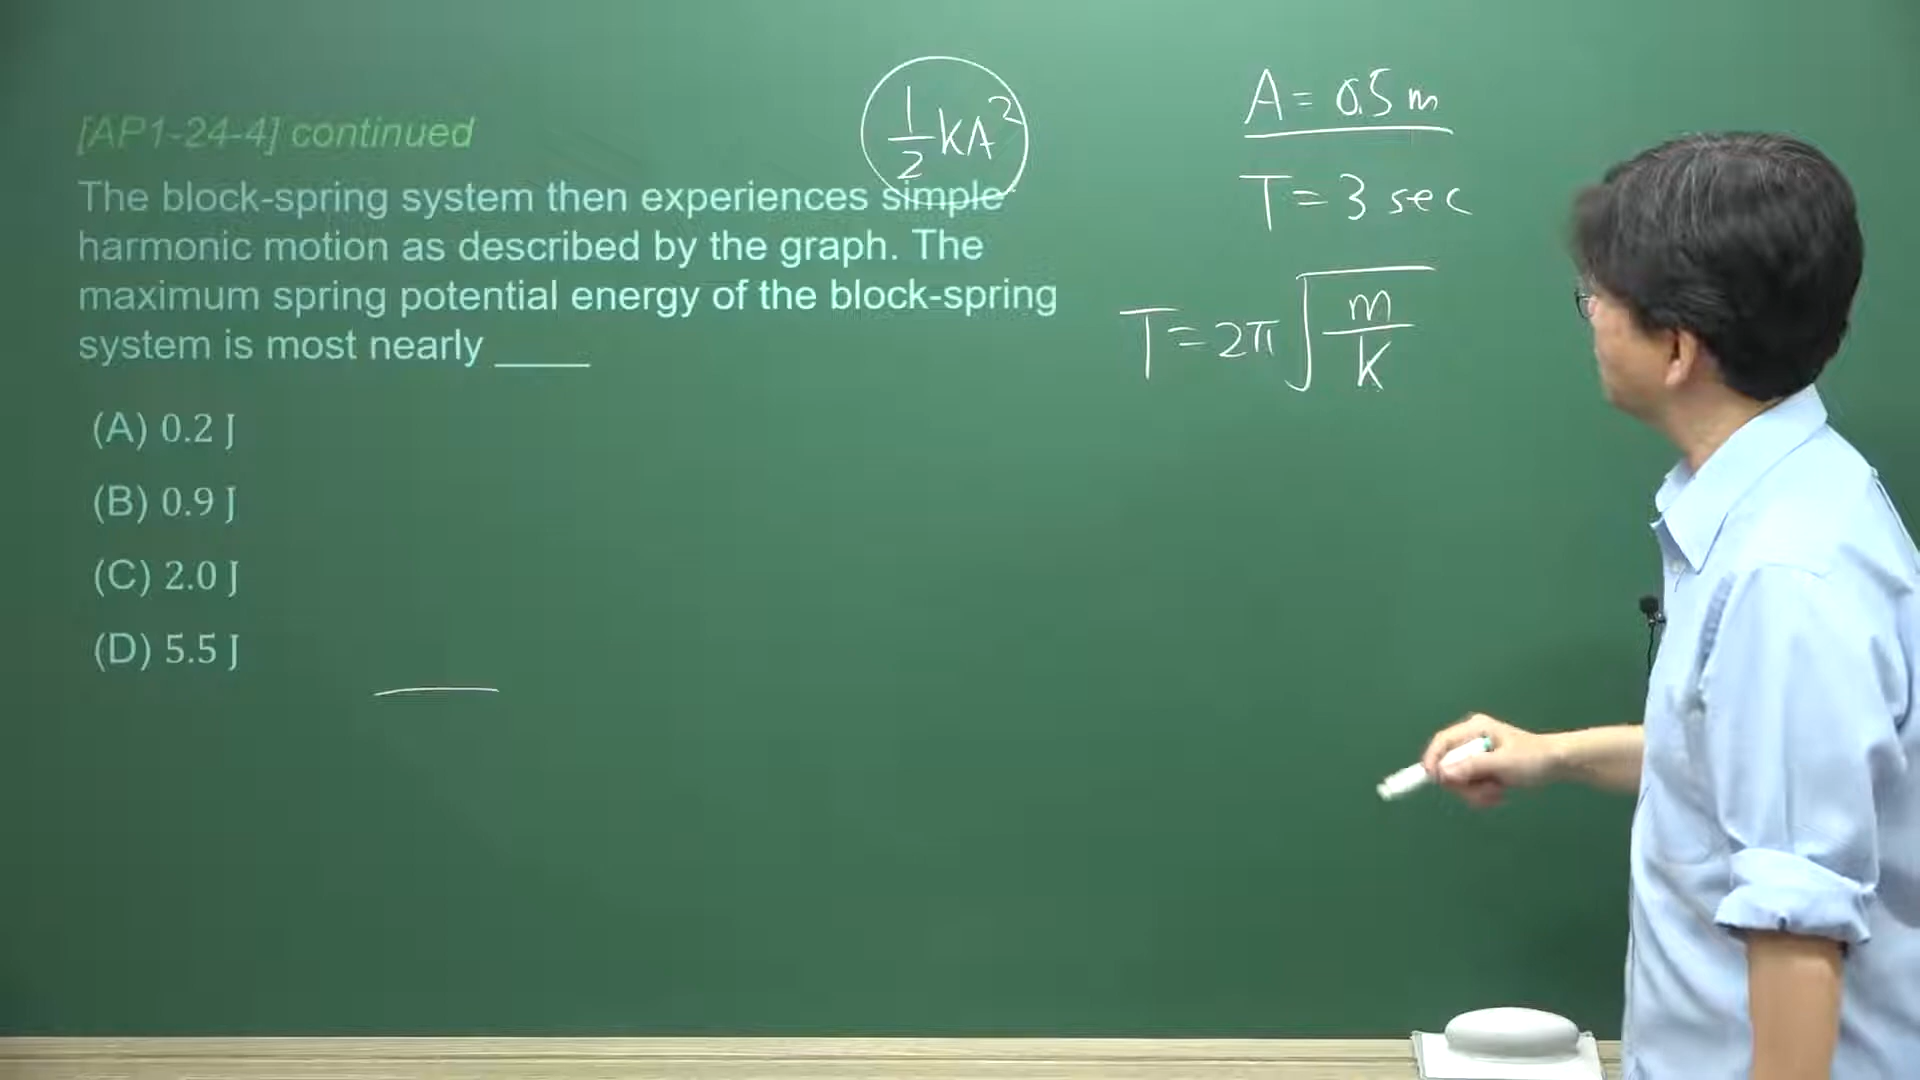 [AP1-24-4] continued
The block-spring system then experiences simple
harmonic motion as described by the graph. The
maximum spring potential energy of the block-spring
system is most nearly ____
(A) 0.2 J
(B) 0.9 J
(C) 2.0 J
(D) 5.5 J
1/2 KA²
A = 0.5 m
T = 3 sec
T = 2π √(m/k)